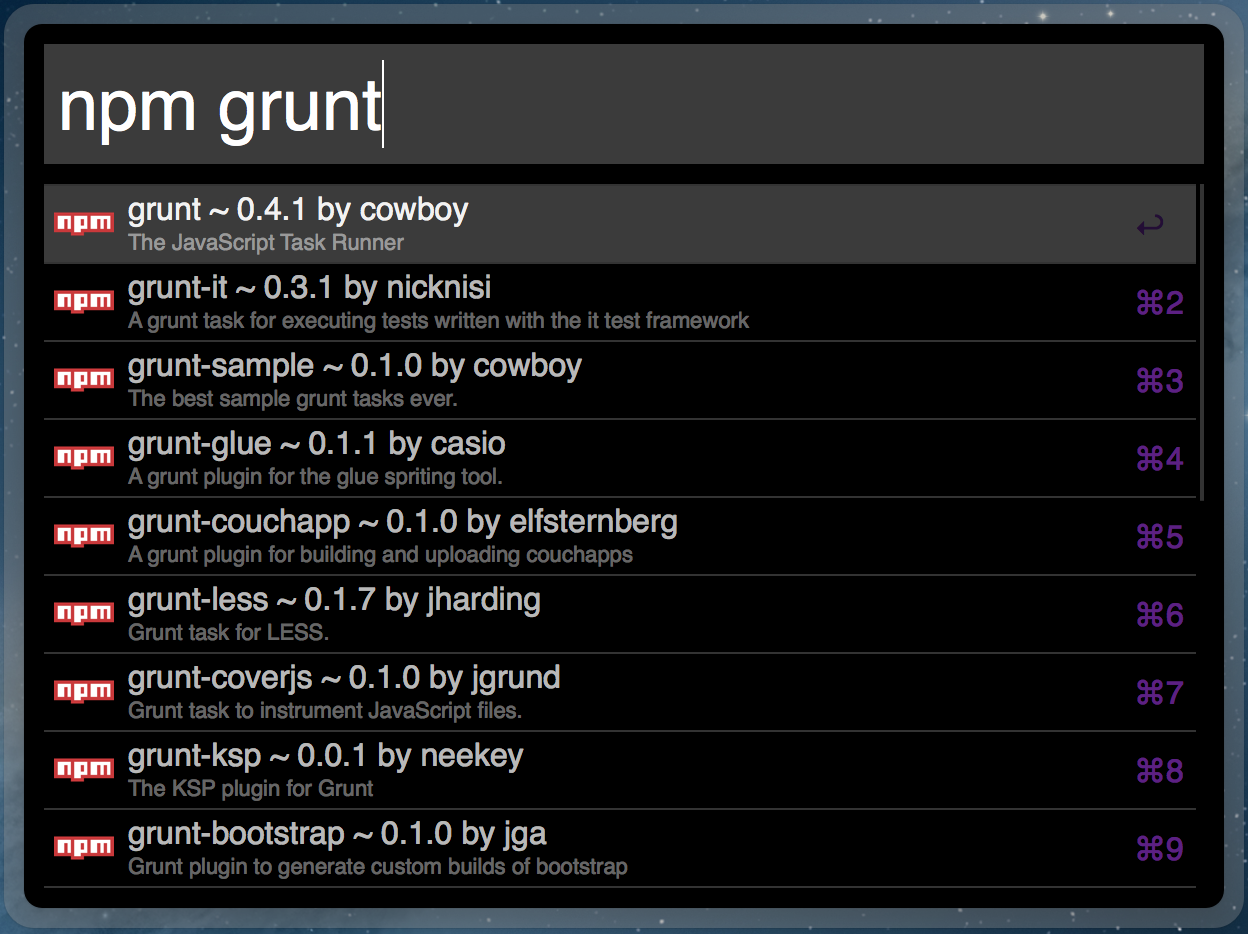 npm grunt
npm grunt ~ 0.4.1 by cowboy ↩
The JavaScript Task Runner
npm grunt-it ~ 0.3.1 by nicknisi ⌘2
A grunt task for executing tests written with the it test framework
npm grunt-sample ~ 0.1.0 by cowboy ⌘3
The best sample grunt tasks ever.
npm grunt-glue ~ 0.1.1 by casio ⌘4
A grunt plugin for the glue spriting tool.
npm grunt-couchapp ~ 0.1.0 by elfsternberg ⌘5
A grunt plugin for building and uploading couchapps
npm grunt-less ~ 0.1.7 by jharding ⌘6
Grunt task for LESS.
npm grunt-coverjs ~ 0.1.0 by jgrund ⌘7
Grunt task to instrument JavaScript files.
npm grunt-ksp ~ 0.0.1 by neekey ⌘8
The KSP plugin for Grunt
npm grunt-bootstrap ~ 0.1.0 by jga ⌘9
Grunt plugin to generate custom builds of bootstrap